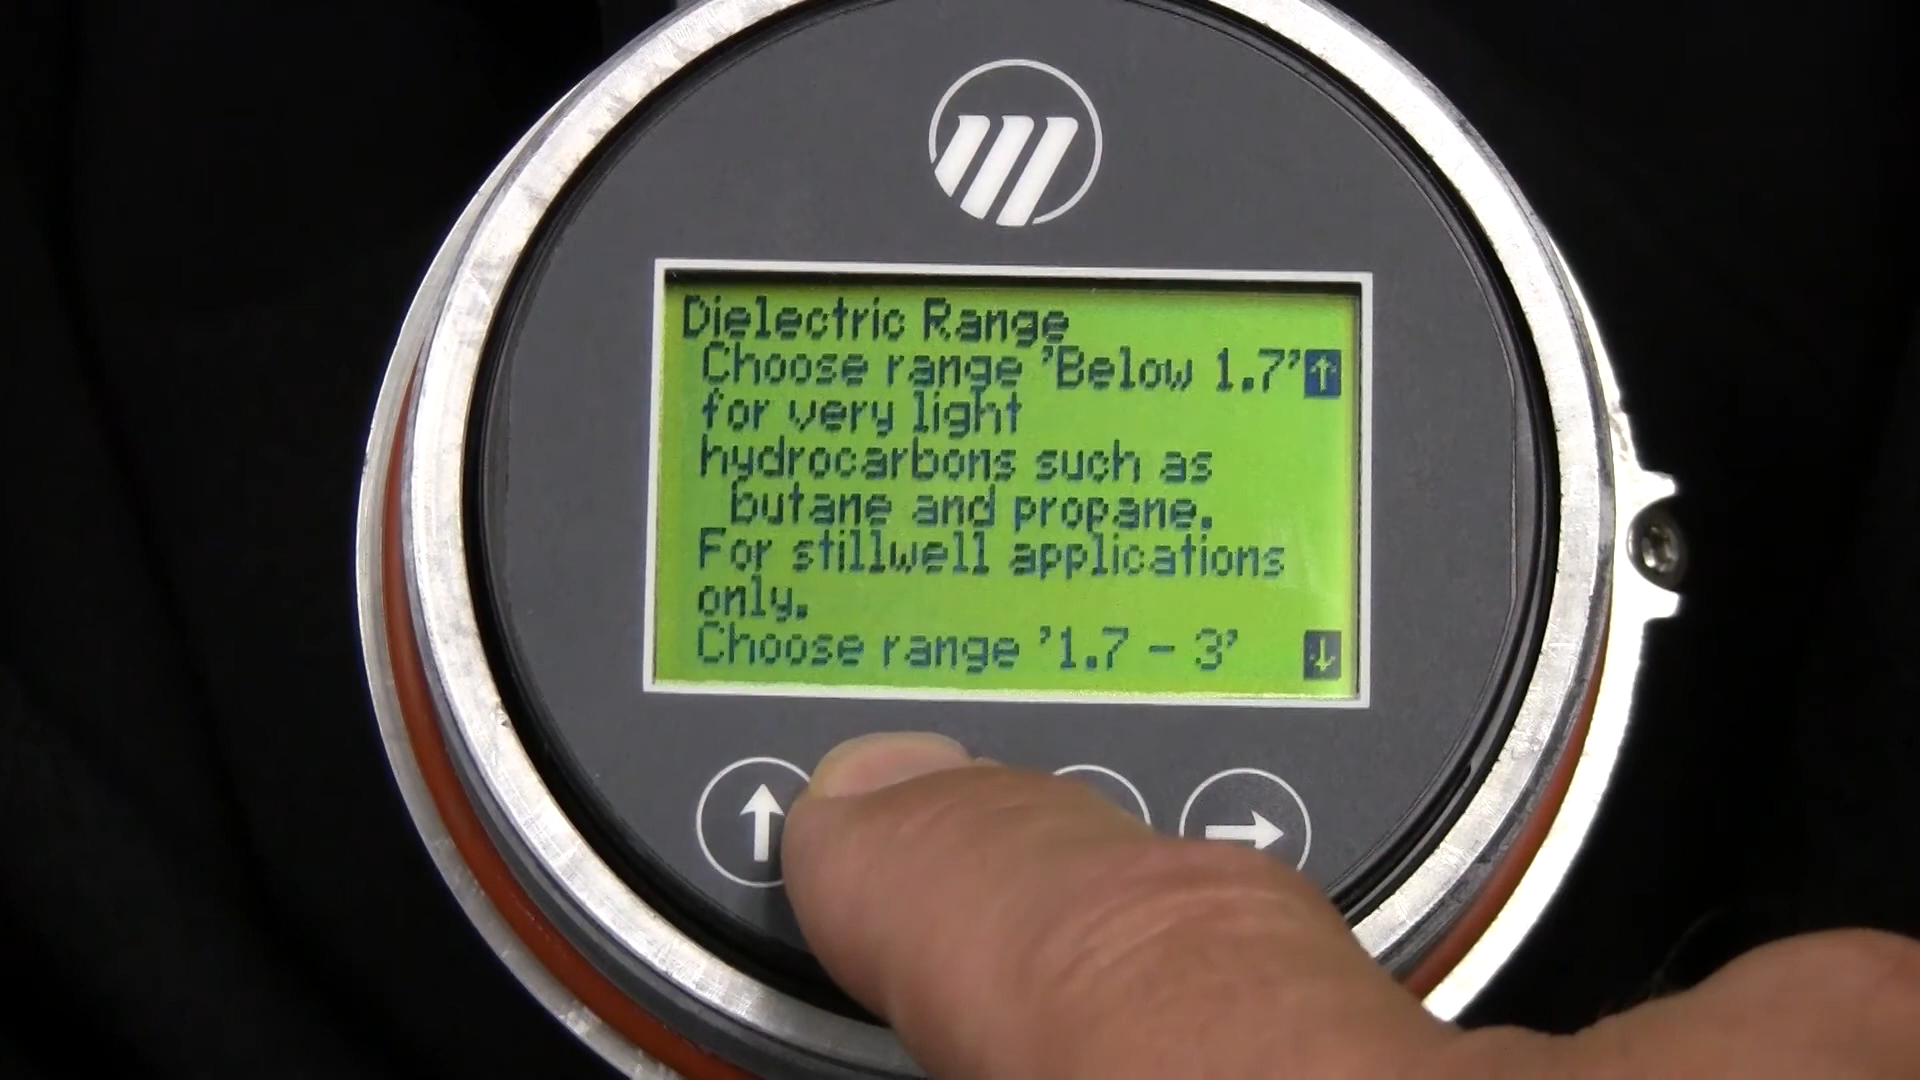 Dielectric Range
Choose range 'Below 1.7'
for very light
hydrocarbons such as
butane and propane.
For stillwell applications
only.
Choose range '1.7 - 3'